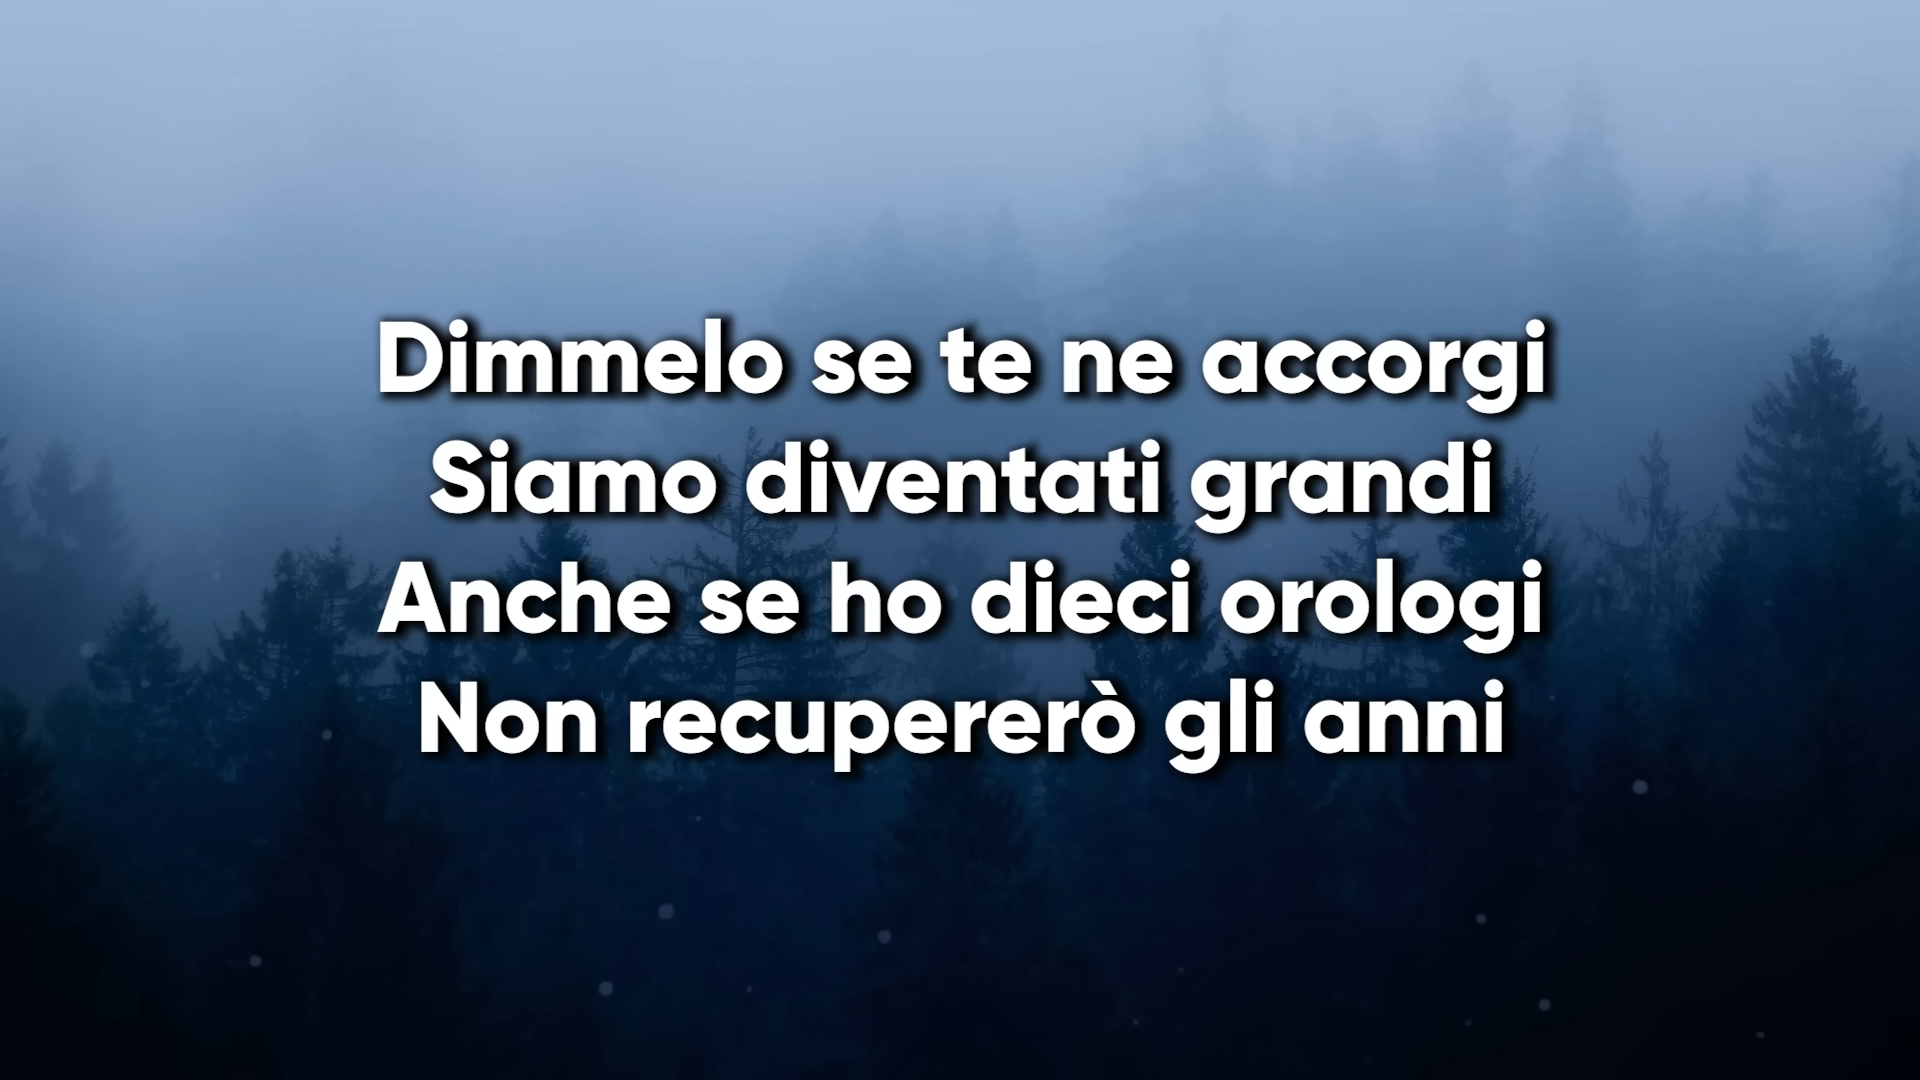 Dimmelo se te ne accorgi
Siamo diventati grandi
Anche se ho dieci orologi
Non recupererò gli anni